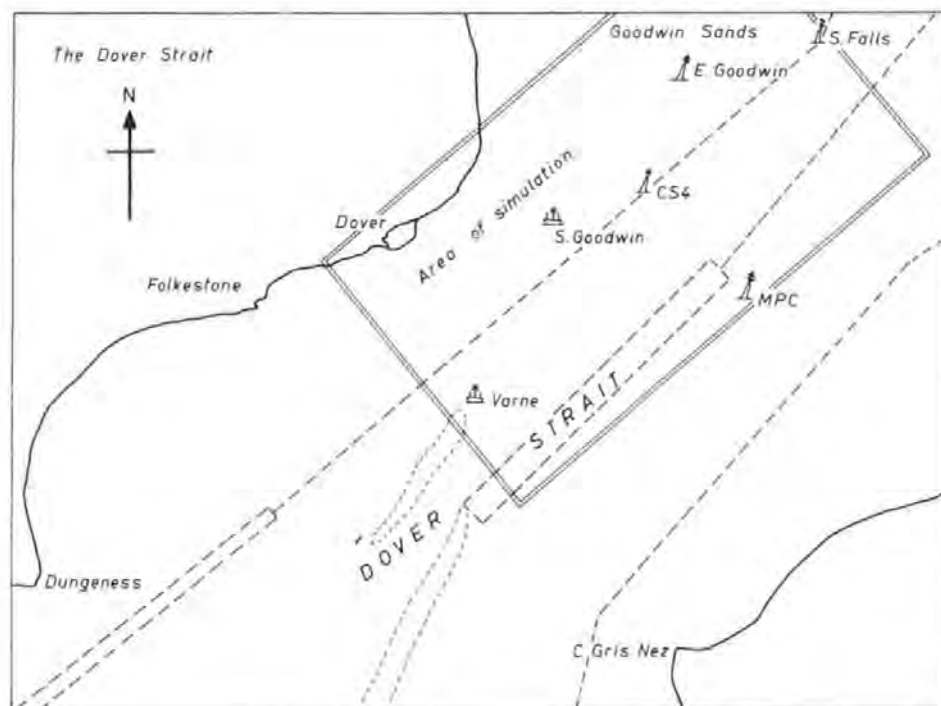 The Dover Strait
N
Goodwin Sands
S. Falls
E. Goodwin
Area of simulation
CS4
Dover
S. Goodwin
Folkestone
MPC
Varne
DOVER STRAIT
Dungeness
C. Gris Nez